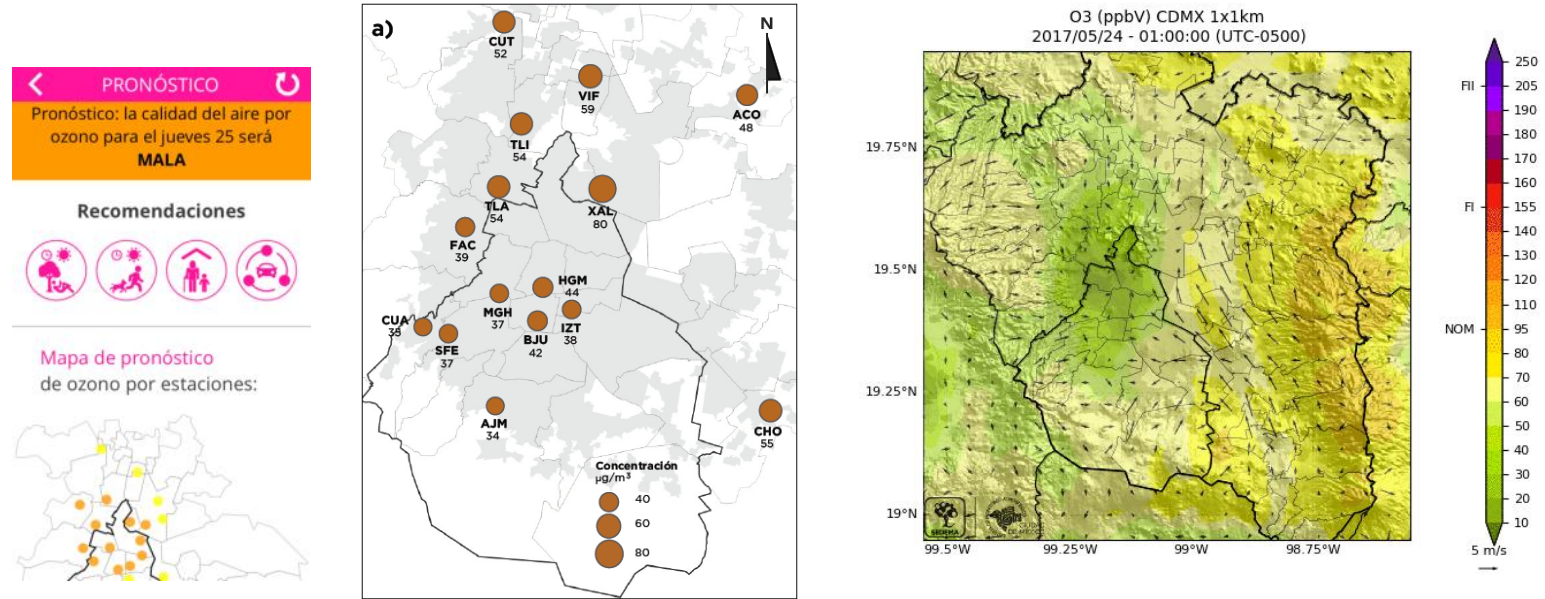 PRONÓSTICO
Pronóstico: la calidad del aire por
ozono para el jueves 25 será
MALA
Recomendaciones
Mapa de pronóstico
de ozono por estaciones:
a)
N
CUT
52
VIF
59
ACO
48
TLI
54
TLA
54
XAL
80
FAC
39
HGM
44
MGH
37
CUA
35
SFE
37
BJU
42
IZT
38
AJM
34
CHO
55
Concentración
µg/m³
40
60
80
O3 (ppbV) CDMX 1x1km
2017/05/24 - 01:00:00 (UTC-0500)
19.75°N
19.5°N
19.25°N
19°N
99.5°W
99.25°W
99°W
98.75°W
SEDEMA
CIUDAD
DE MÉXICO
FII
FI
NOM
250
205
190
180
170
160
155
140
130
120
110
95
80
70
60
50
40
30
20
10
5 m/s